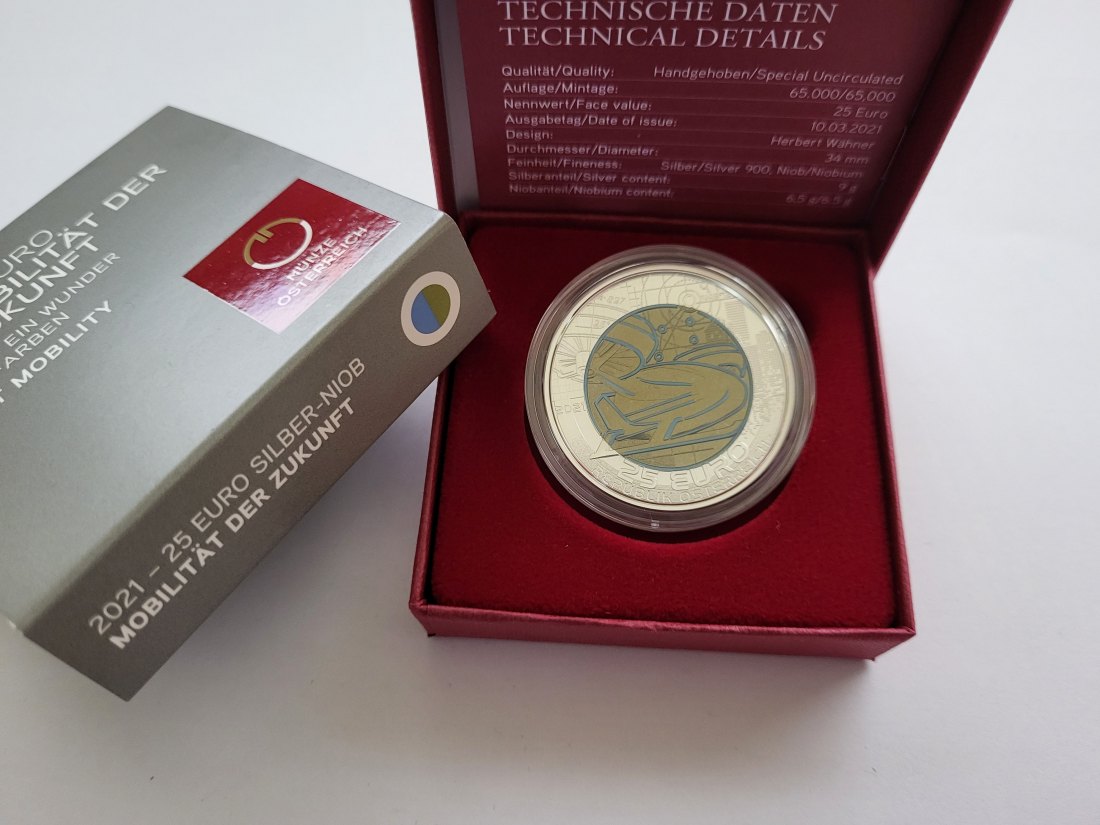 TECHNISCHE DATEN
TECHNICAL DETAILS
Qualität/Quality: Handgehoben/Special Uncirculated
Auflage/Mintage: 65.000/65,000
Nennwert/Face value: 25 Euro
Ausgabetag/Date of issue: 10.03.2021
Design: Herbert Wähner
Durchmesser/Diameter: 34 mm
Feinheit/Fineness: Silber/Silver 900, Niob/Niobium
Silberanteil/Silver content: 9 g
Niobanteil/Niobium content: 6,5 g/6.5 g
EURO
BILITÄT DER
KUNFT
EIN WUNDER
FARBEN
MOBILITY
MÜNZE
ÖSTERREICH
2021 – 25 EURO SILBER-NIOB
MOBILITÄT DER ZUKUNFT
2021
25 EURO
REPUBLIK ÖSTERREICH